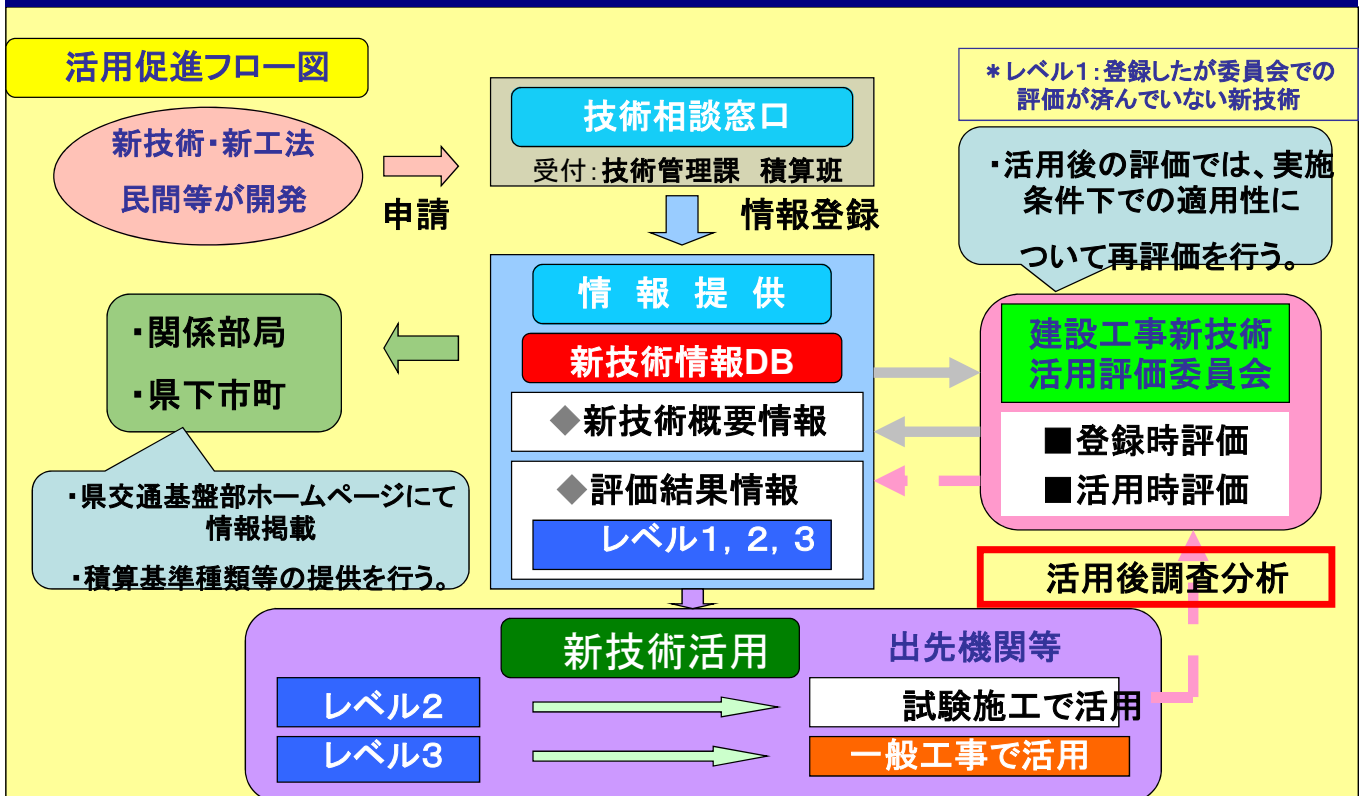 活用促進フロー図
新技術・新工法
民間等が開発
申請
技術相談窓口
受付：技術管理課　積算班
情報登録
＊レベル１：登録したが委員会での
評価が済んでいない新技術
・活用後の評価では、実施
条件下での適用性に
ついて再評価を行う。
情　報　提　供
新技術情報DB
◆新技術概要情報
◆評価結果情報
レベル１，２，３
・関係部局
・県下市町
・県交通基盤部ホームページにて
情報掲載
・積算基準種類等の提供を行う。
建設工事新技術
活用評価委員会
■登録時評価
■活用時評価
活用後調査分析
新技術活用
出先機関等
レベル２
試験施工で活用
レベル３
一般工事で活用